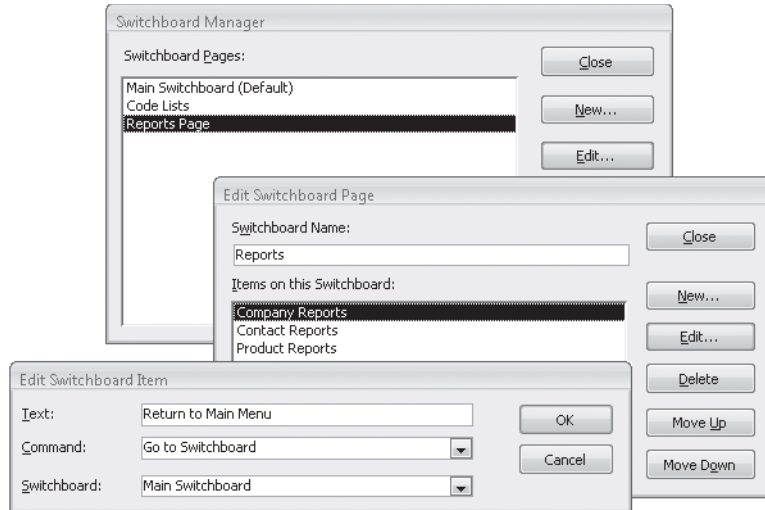 Switchboard Manager
Switchboard Pages:
Close
Main Switchboard (Default)
Code Lists
Reports Page
New...
Edit...
Edit Switchboard Page
Switchboard Name:
Reports
Close
Items on this Switchboard:
Company Reports
Contact Reports
Product Reports
New...
Edit...
Delete
Move Up
Move Down
Edit Switchboard Item
Text:
Return to Main Menu
OK
Command:
Go to Switchboard
Cancel
Switchboard:
Main Switchboard